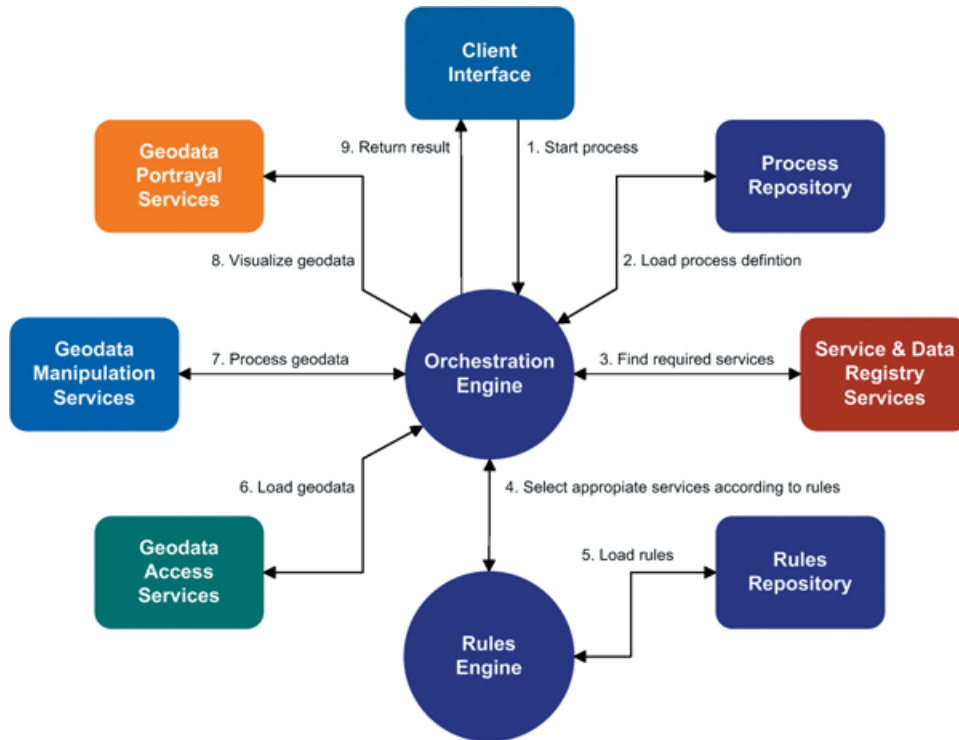 Client
Interface
9. Return result
1. Start process
Geodata
Portrayal
Services
Process
Repository
8. Visualize geodata
2. Load process defintion
Geodata
Manipulation
Services
7. Process geodata
Orchestration
Engine
3. Find required services
Service & Data
Registry
Services
6. Load geodata
4. Select appropiate services according to rules
Geodata
Access
Services
5. Load rules
Rules
Repository
Rules
Engine